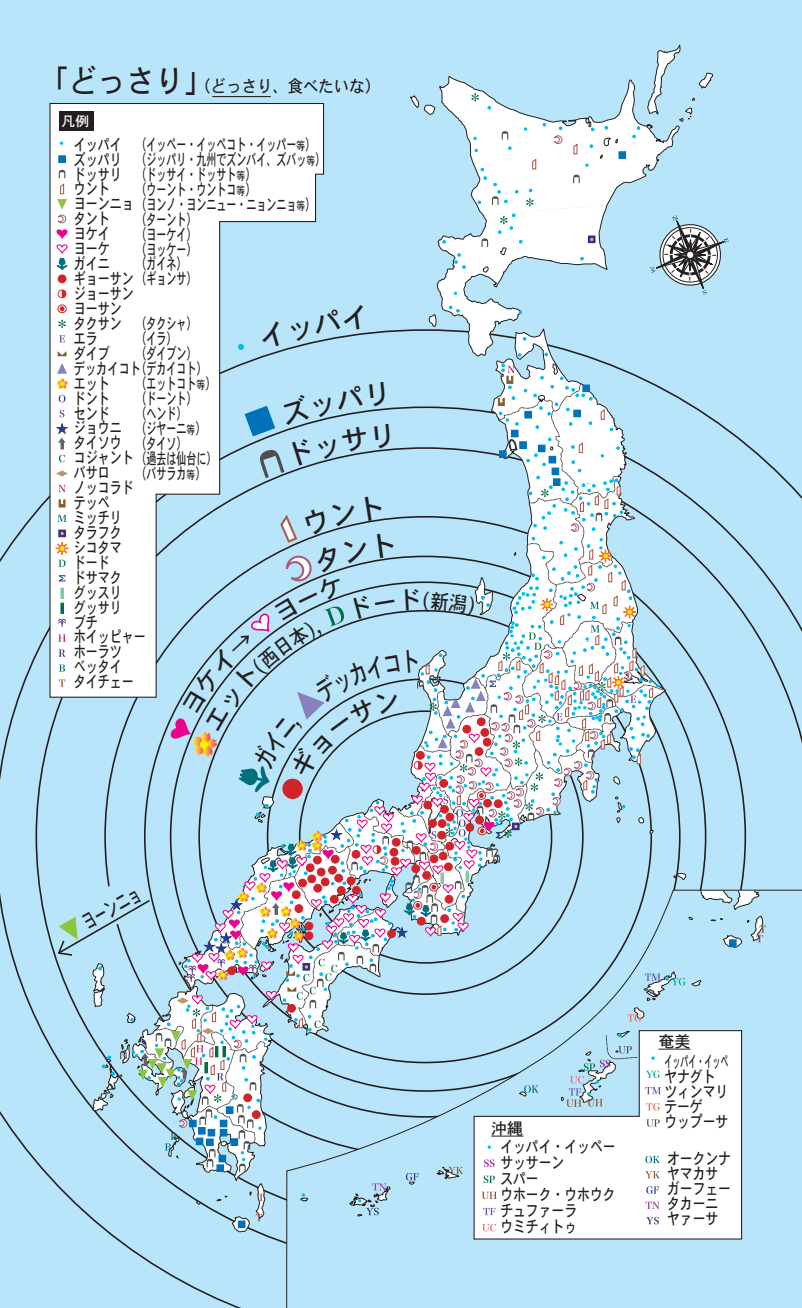 「どっさり」(どっさり、食べたいな)
凡例
イッパイ (イッペー・イッペコト・イッパー等)
ズッパリ (ジッパリ・九州でズンバイ、ズバッ等)
ドッサリ (ドッサイ・ドッサト等)
ウント (ウーント・ウントコ等)
ヨーンニョ (ヨンノ・ヨンニュー・ニョンニョ等)
タント (ターント)
ヨケイ (ヨーケイ)
ヨーケ (ヨッケー)
ガイニ (ガイネ)
ギョーサン (ギョンサ)
ジョーサン
ヨーサン
タクサン (タクシャ)
E エラ (イラ)
ダイブ (ダイブン)
デッカイコト (デカイコト)
エット (エットコト等)
O ドント (ドーント)
S センド (ヘンド)
ジョウニ (ジャーニ等)
タイソウ (タイソ)
C コジャント (過去は仙台に)
バサロ (バサラカ等)
N ノッコラド
テッペ
M ミッチリ
タラフク
シコタマ
D ドード
Σ ドサマク
グッスリ
グッサリ
プチ
H ホイッピャー
R ホーラツ
B ベッタイ
T タイチェー
イッパイ
ズッパリ
ドッサリ
ウント
タント
ヨケイ→ ヨーケ
エット(西日本), D ドード(新潟)
ガイニ, デッカイコト
ギョーサン
ヨーンニョ
奄美
イッパイ・イッペ
YG ヤナグト
TM ツィンマリ
TG テーゲ
UP ウップーサ
沖縄
イッパイ・イッペー
SS サッサーン
SP スパー
UH ウホーク・ウホウク
TF チュファーラ
UC ウミチィトゥ
OK オークンナ
YK ヤマカサ
GF ガーフェー
TN タカーニ
YS ヤァーサ